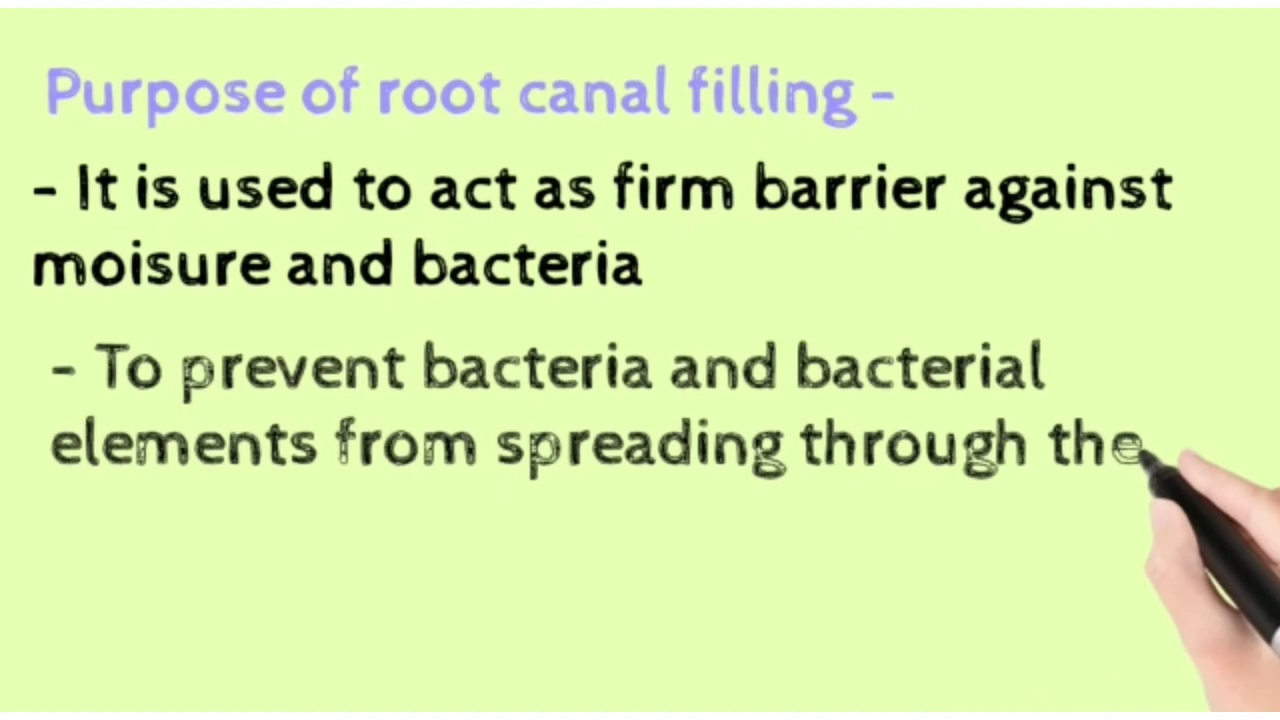 Purpose of root canal filling -
- It is used to act as firm barrier against
moisure and bacteria
- To prevent bacteria and bacterial
elements from spreading through the